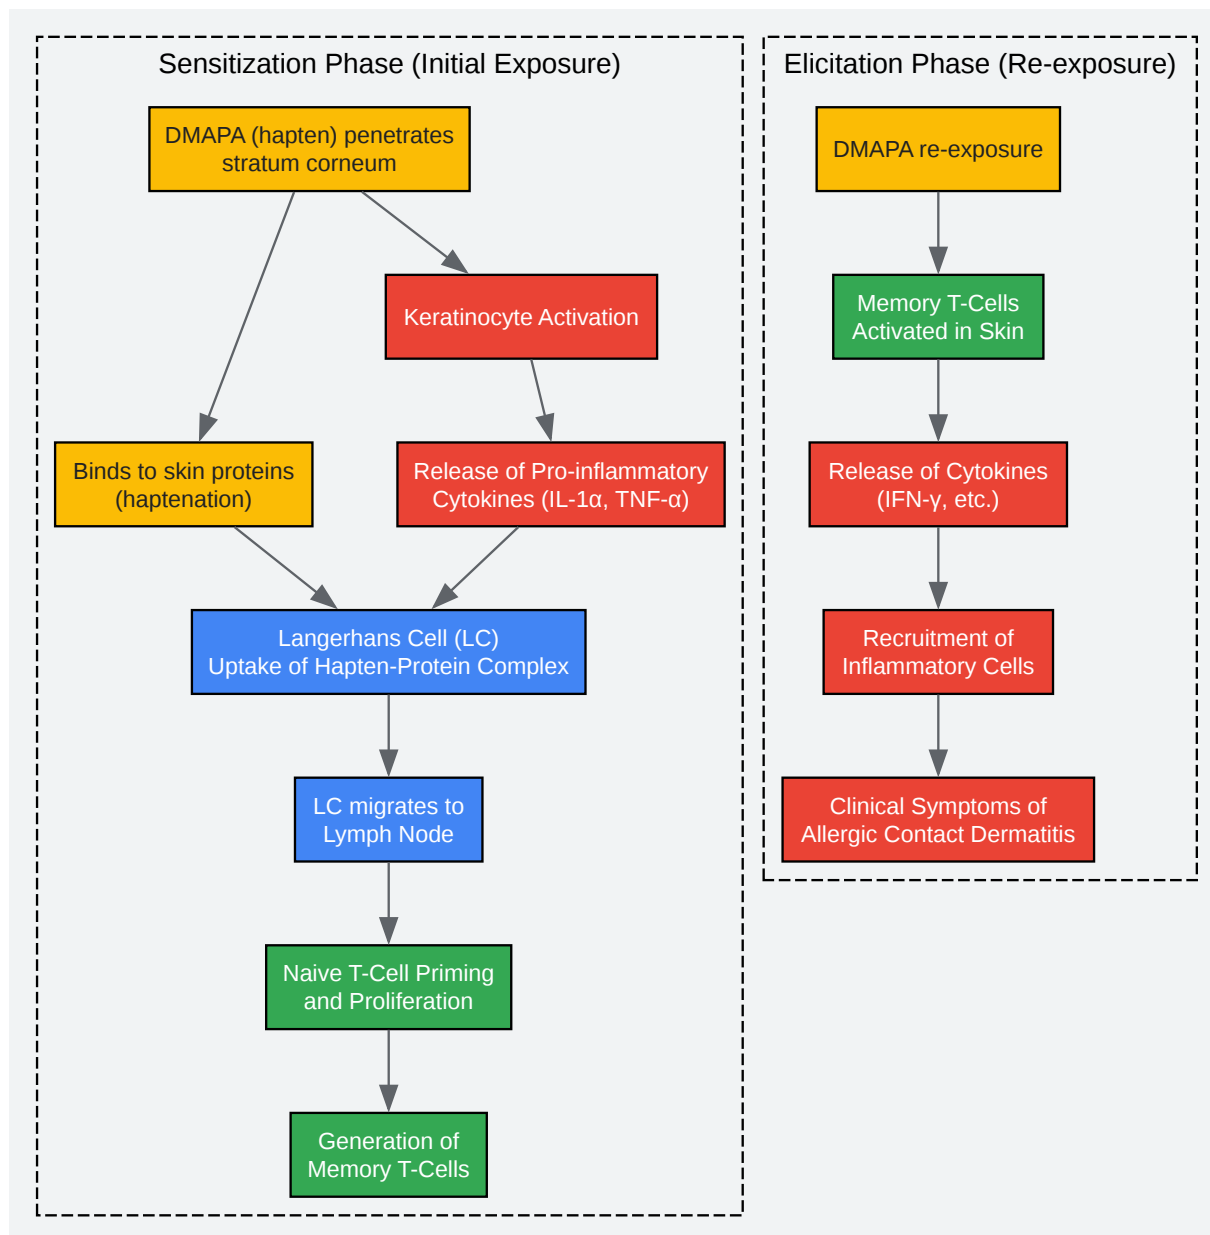 Sensitization Phase (Initial Exposure)
DMAPA (hapten) penetrates
stratum corneum
Keratinocyte Activation
Binds to skin proteins
(haptenation)
Release of Pro-inflammatory
Cytokines (IL-1α, TNF-α)
Langerhans Cell (LC)
Uptake of Hapten-Protein Complex
LC migrates to
Lymph Node
Naive T-Cell Priming
and Proliferation
Generation of
Memory T-Cells
Elicitation Phase (Re-exposure)
DMAPA re-exposure
Memory T-Cells
Activated in Skin
Release of Cytokines
(IFN-γ, etc.)
Recruitment of
Inflammatory Cells
Clinical Symptoms of
Allergic Contact Dermatitis